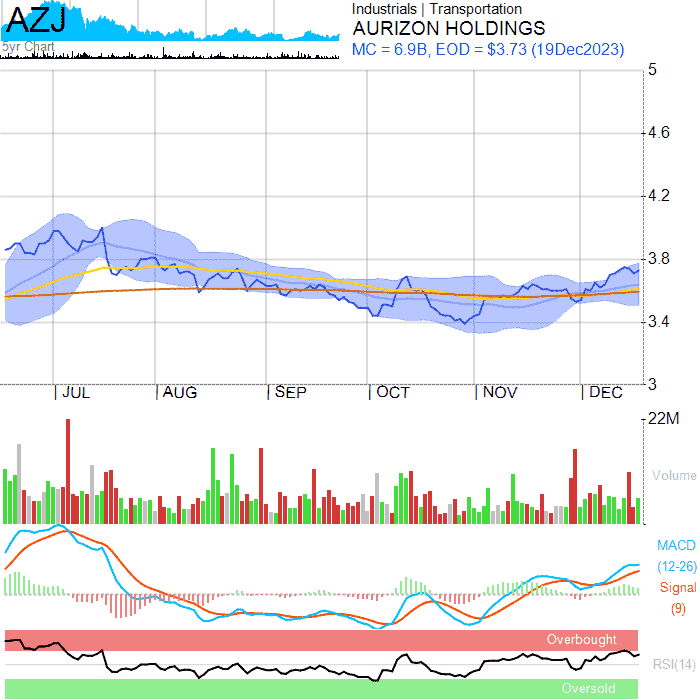 AZJ
5yr Chart
Industrials | Transportation
AURIZON HOLDINGS
MC = 6.9B, EOD = $3.73 (19Dec2023)
5
4.6
4.2
3.8
3.4
3
JUL AUG SEP OCT NOV DEC
22M
Volume
MACD
(12-26)
Signal
(9)
Overbought
RSI(14)
Oversold